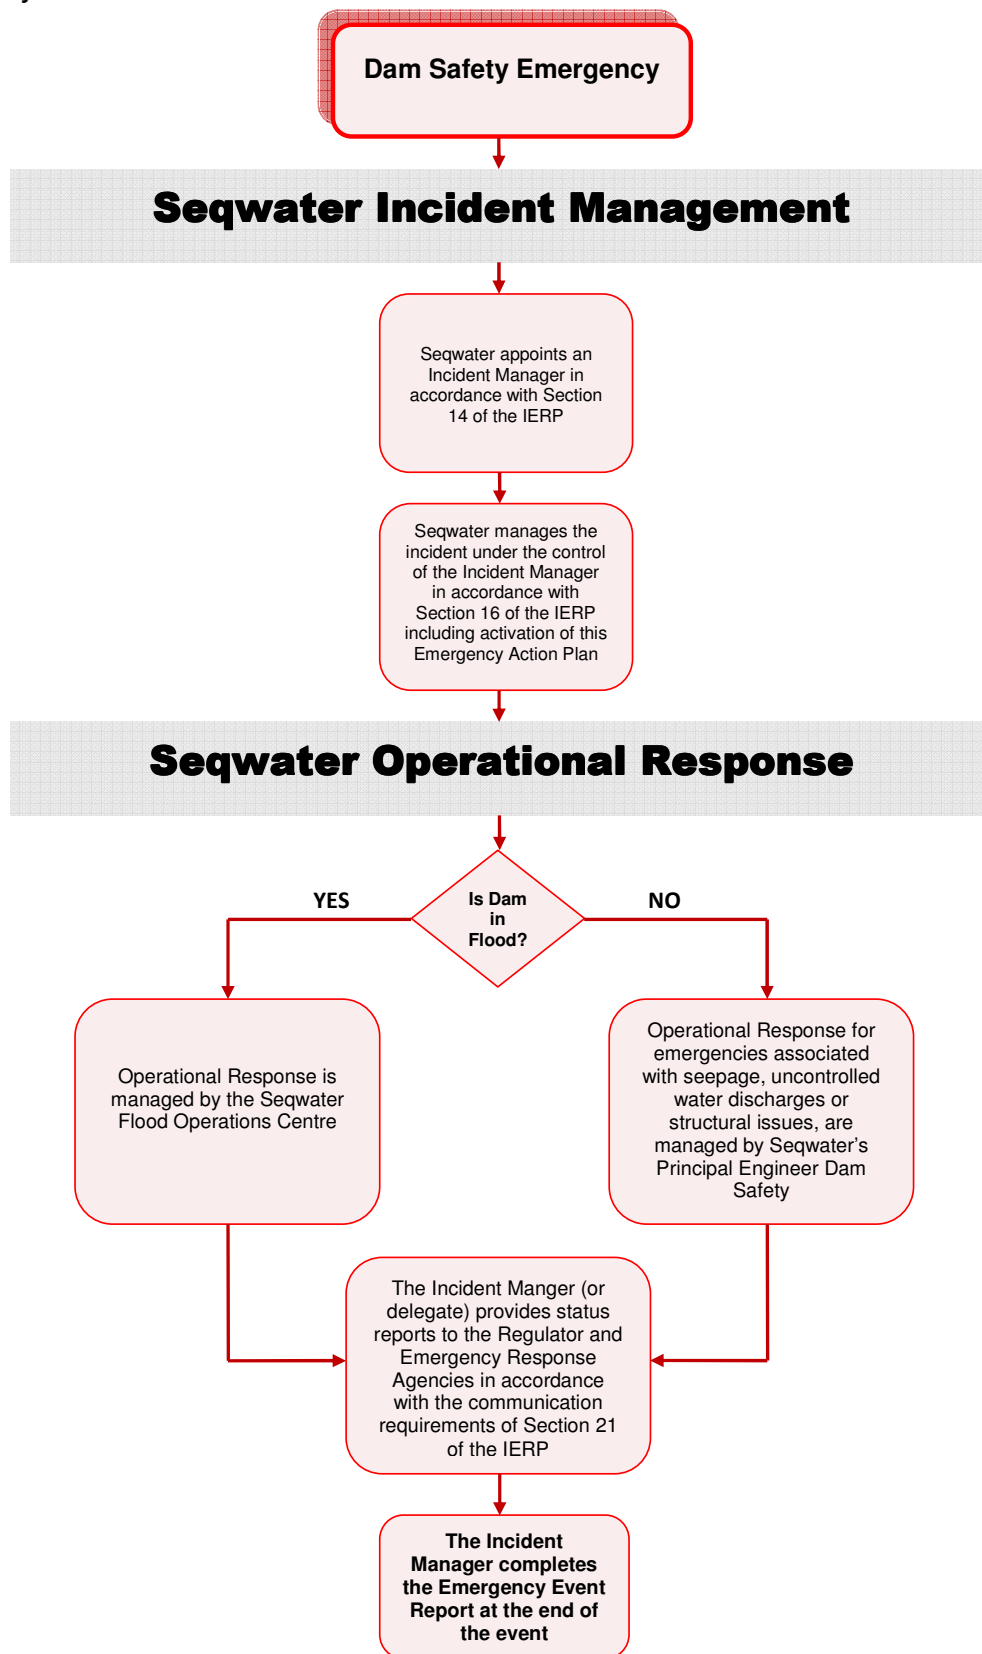 Dam Safety Emergency
Seqwater Incident Management
Seqwater appoints an
Incident Manager in
accordance with Section
14 of the IERP
Seqwater manages the
incident under the control
of the Incident Manager
in accordance with
Section 16 of the IERP
including activation of this
Emergency Action Plan
Seqwater Operational Response
YES
Is Dam
in
Flood?
NO
Operational Response is
managed by the Seqwater
Flood Operations Centre
Operational Response for
emergencies associated
with seepage, uncontrolled
water discharges or
structural issues, are
managed by Seqwater’s
Principal Engineer Dam
Safety
The Incident Manger (or
delegate) provides status
reports to the Regulator and
Emergency Response
Agencies in accordance
with the communication
requirements of Section 21
of the IERP
The Incident
Manager completes
the Emergency Event
Report at the end of
the event